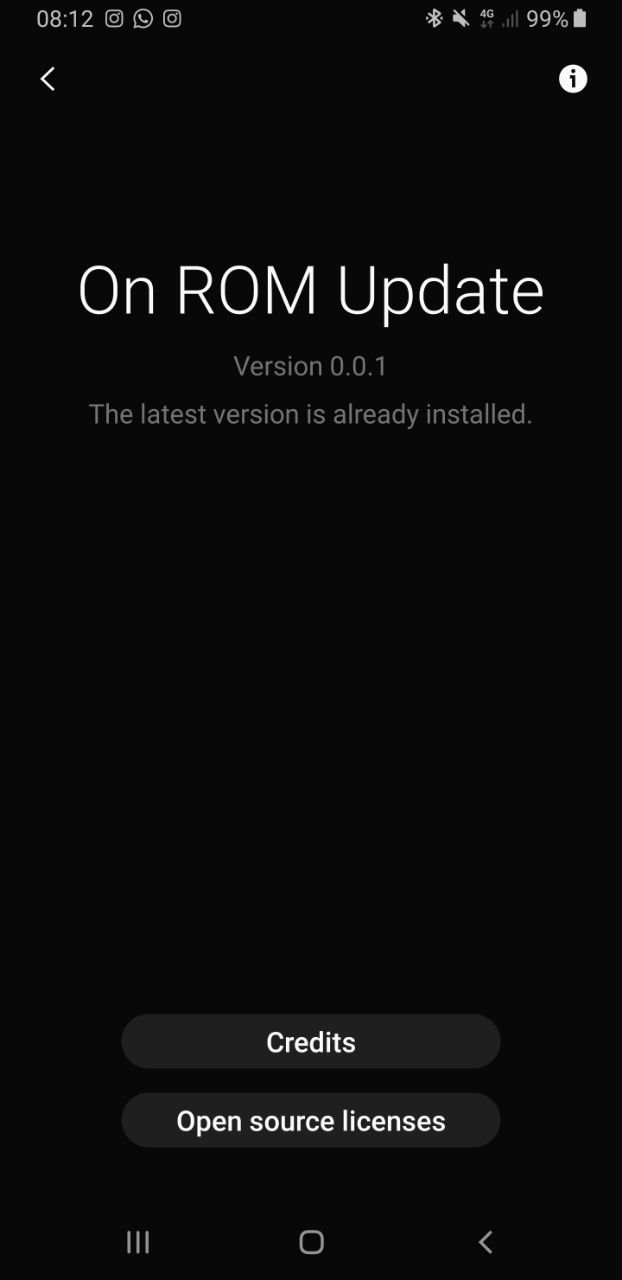 08:12 4G 99%
On ROM Update
Version 0.0.1
The latest version is already installed.
Credits
Open source licenses